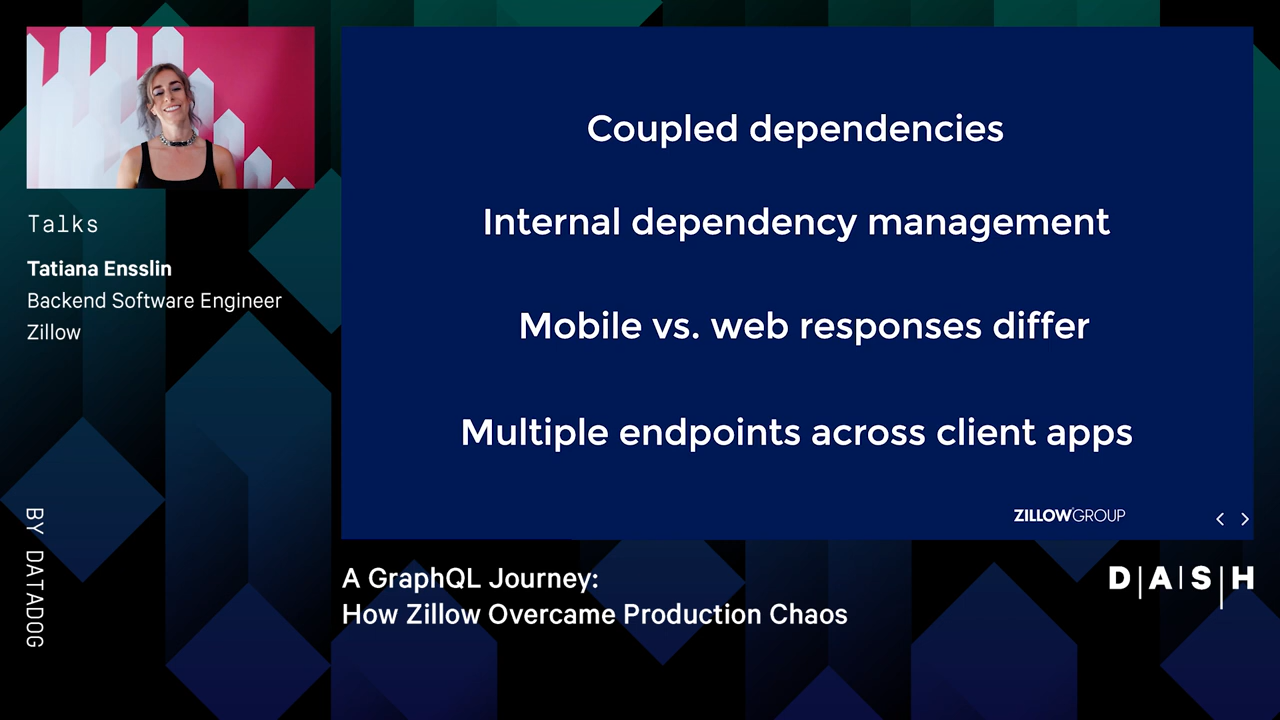 Talks
Tatiana Ensslin
Backend Software Engineer
Zillow
BY DATADOG
Coupled dependencies
Internal dependency management
Mobile vs. web responses differ
Multiple endpoints across client apps
ZILLOWGROUP
A GraphQL Journey:
How Zillow Overcame Production Chaos
D|A|S|H